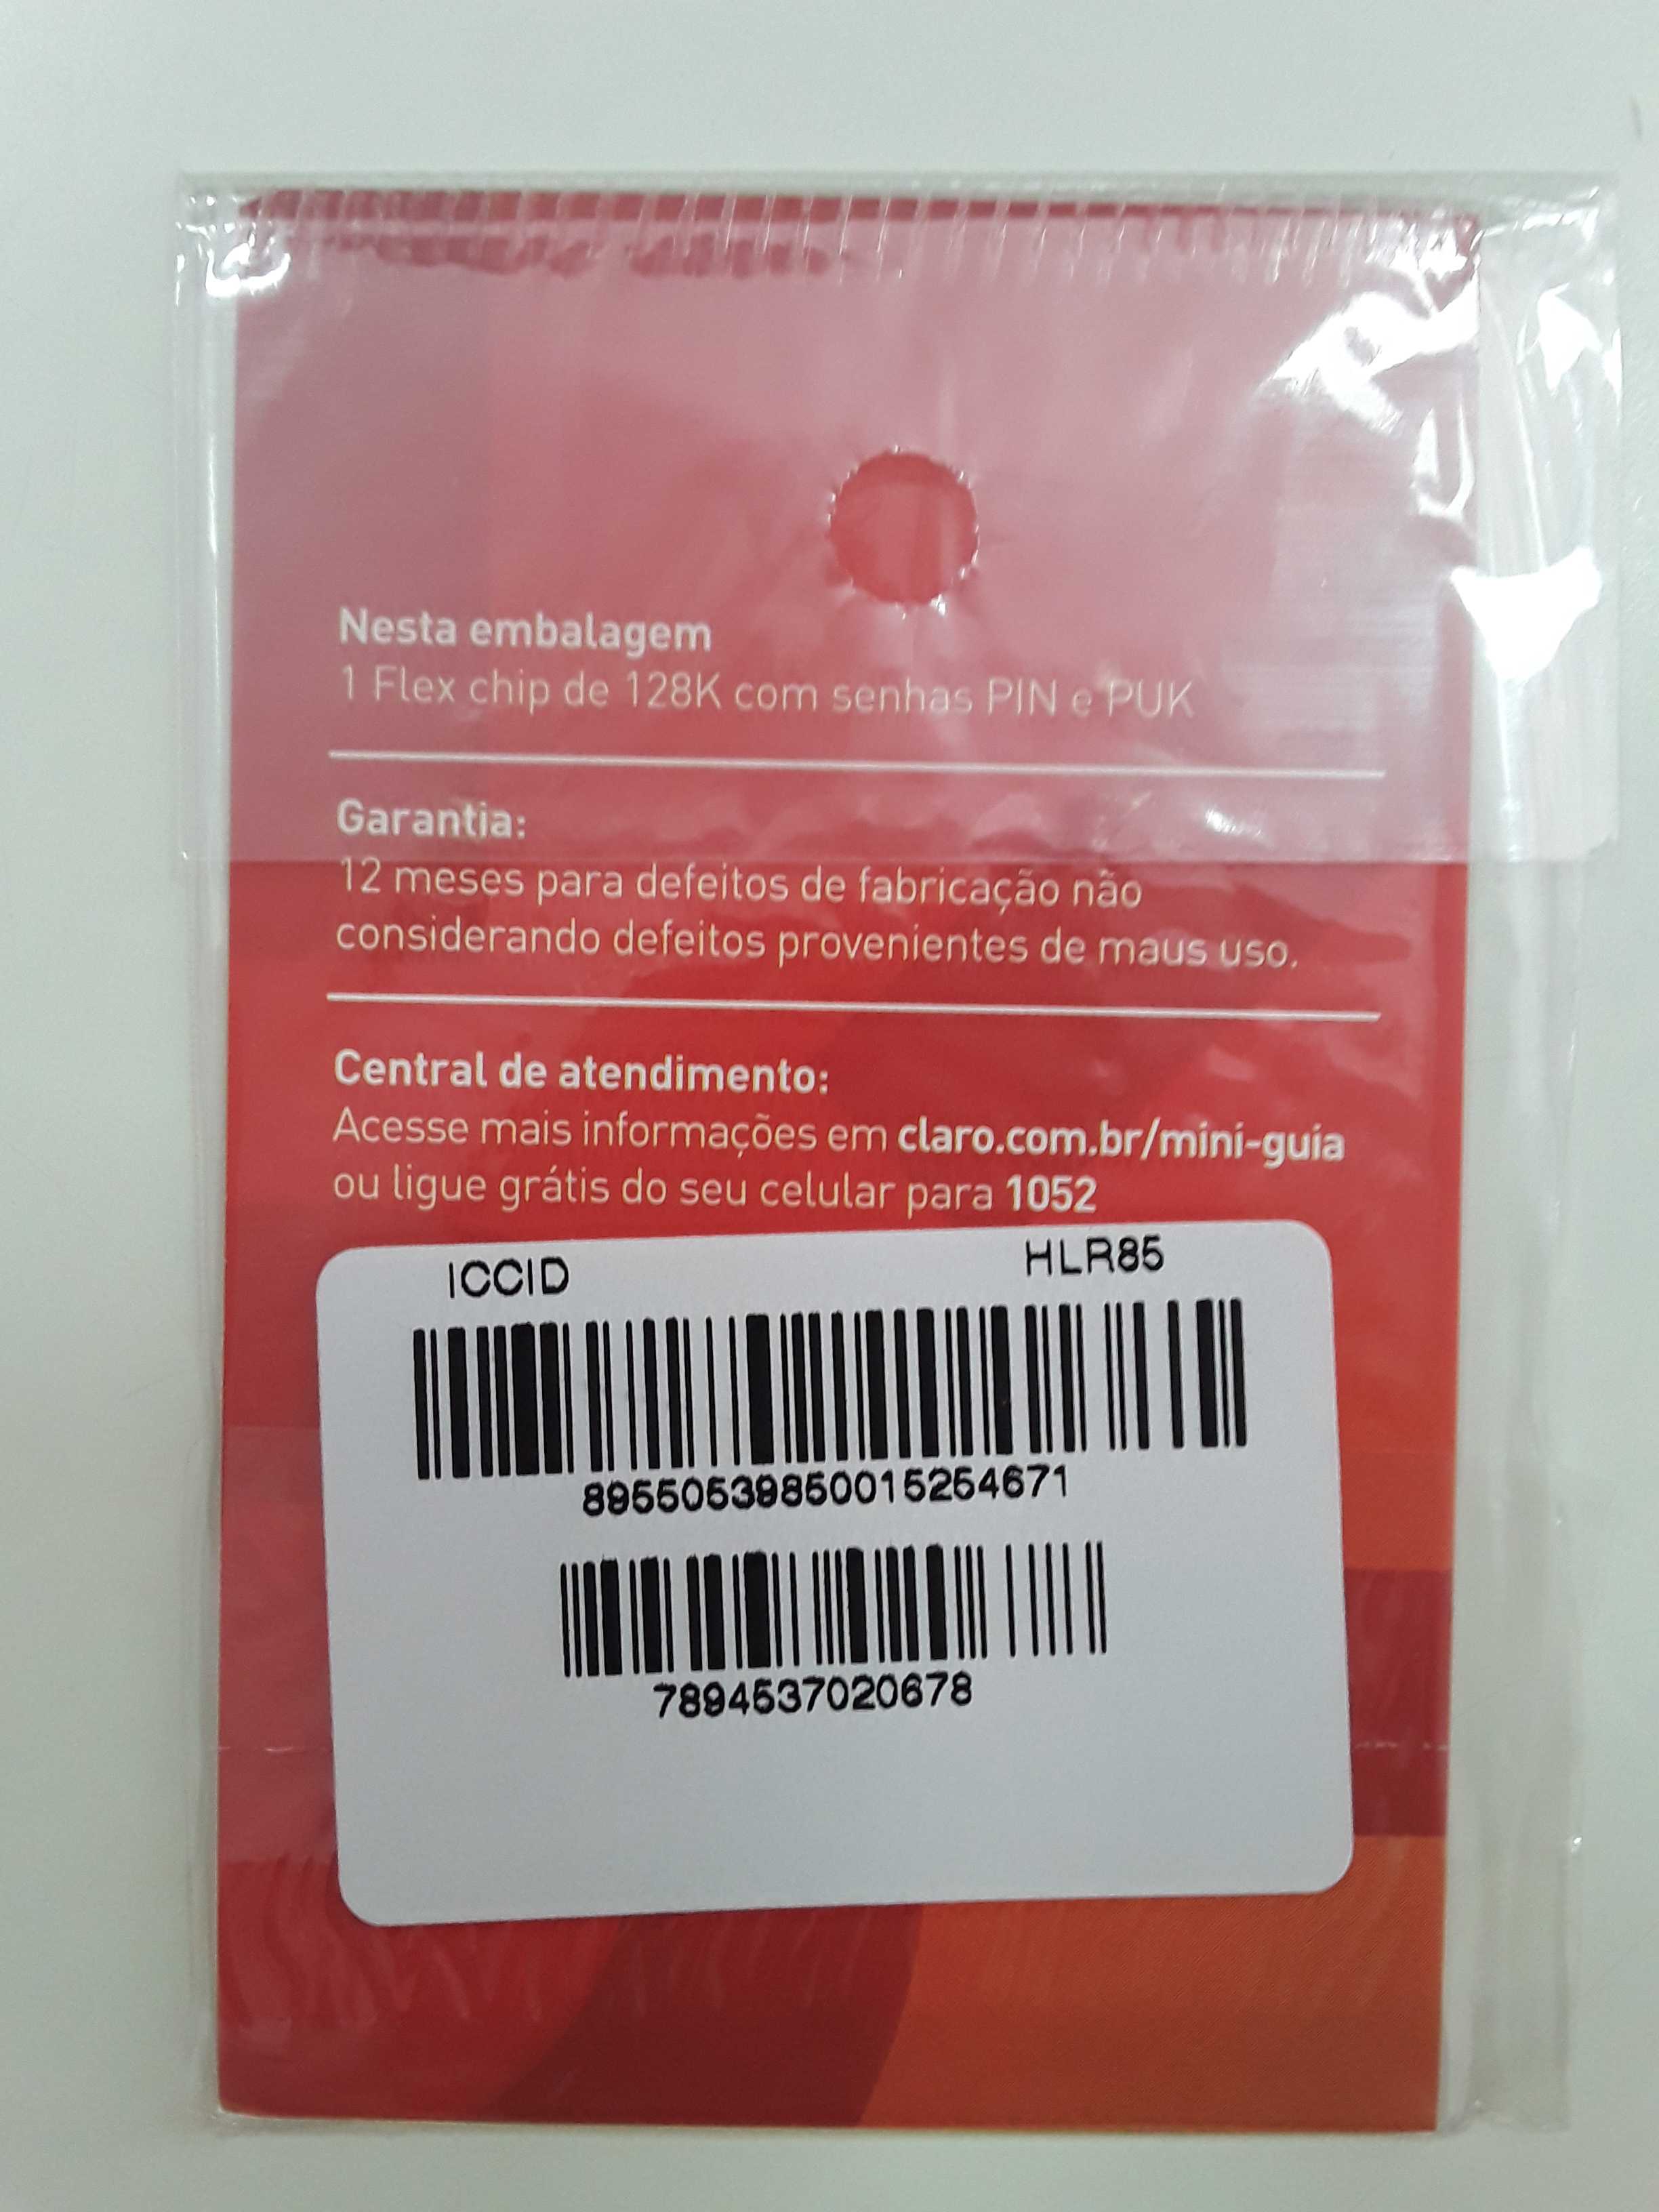 Nesta embalagem
1 Flex chip de 128K com senhas PIN e PUK
Garantia:
12 meses para defeitos de fabricação não
considerando defeitos provenientes de maus uso.
Central de atendimento:
Acesse mais informações em claro.com.br/mini-guia
ou ligue grátis do seu celular para 1052
ICCID HLR85
89550539850015254671
7894537020678